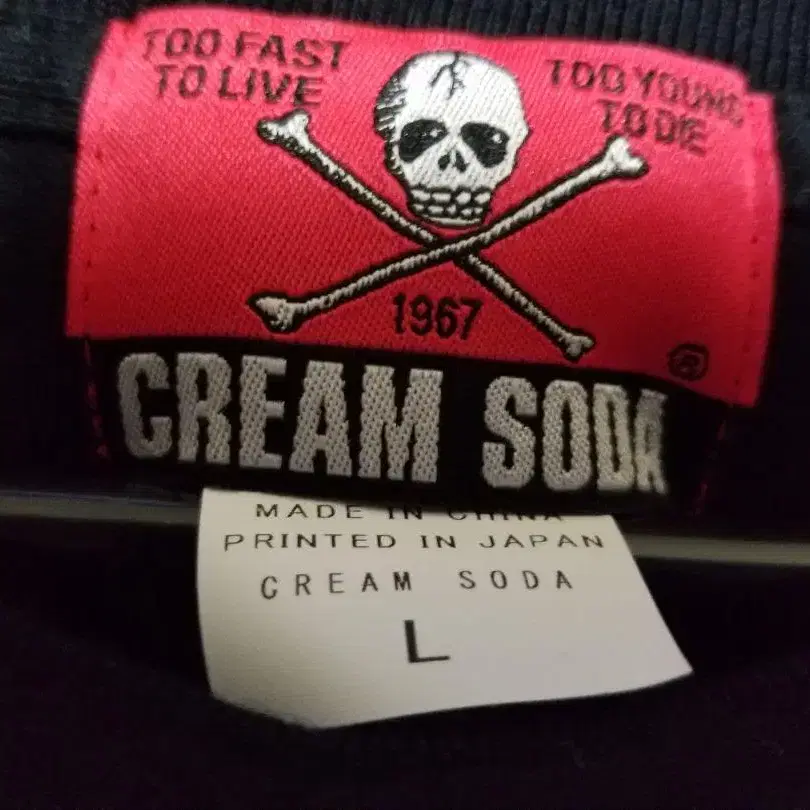 TOO FAST
TO LIVE
TOO YOUNG
TO DIE
1967
®
CREAM SODA
MADE IN CHINA
PRINTED IN JAPAN
CREAM SODA
L